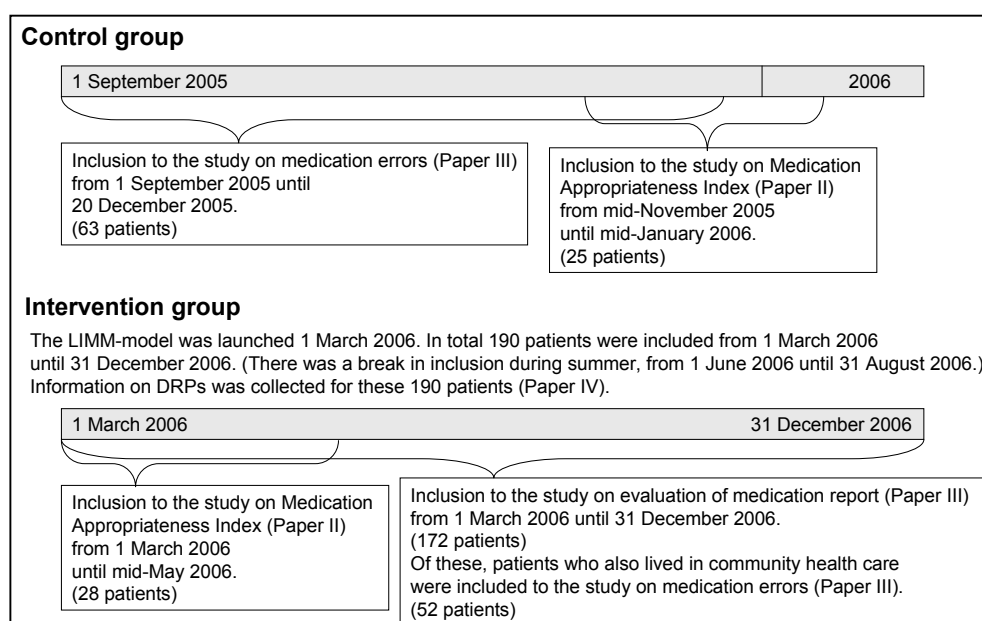 Control group
1 September 2005 2006
Inclusion to the study on medication errors (Paper III)
from 1 September 2005 until
20 December 2005.
(63 patients)
Inclusion to the study on Medication
Appropriateness Index (Paper II)
from mid-November 2005
until mid-January 2006.
(25 patients)
Intervention group
The LIMM-model was launched 1 March 2006. In total 190 patients were included from 1 March 2006
until 31 December 2006. (There was a break in inclusion during summer, from 1 June 2006 until 31 August 2006.)
Information on DRPs was collected for these 190 patients (Paper IV).
1 March 2006 31 December 2006
Inclusion to the study on Medication
Appropriateness Index (Paper II)
from 1 March 2006
until mid-May 2006.
(28 patients)
Inclusion to the study on evaluation of medication report (Paper III)
from 1 March 2006 until 31 December 2006.
(172 patients)
Of these, patients who also lived in community health care
were included to the study on medication errors (Paper III).
(52 patients)